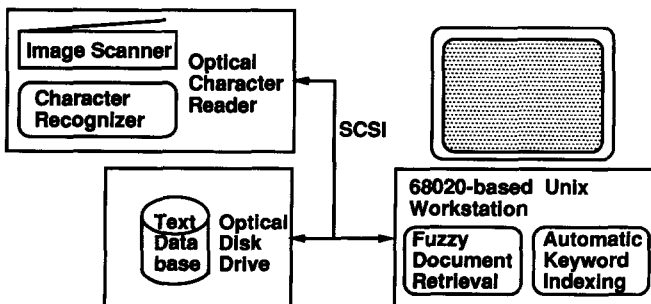 Image Scanner
Character
Recognizer
Optical
Character
Reader
SCSI
Text
Data
base
Optical
Disk
Drive
68020-based Unix
Workstation
Fuzzy
Document
Retrieval
Automatic
Keyword
Indexing